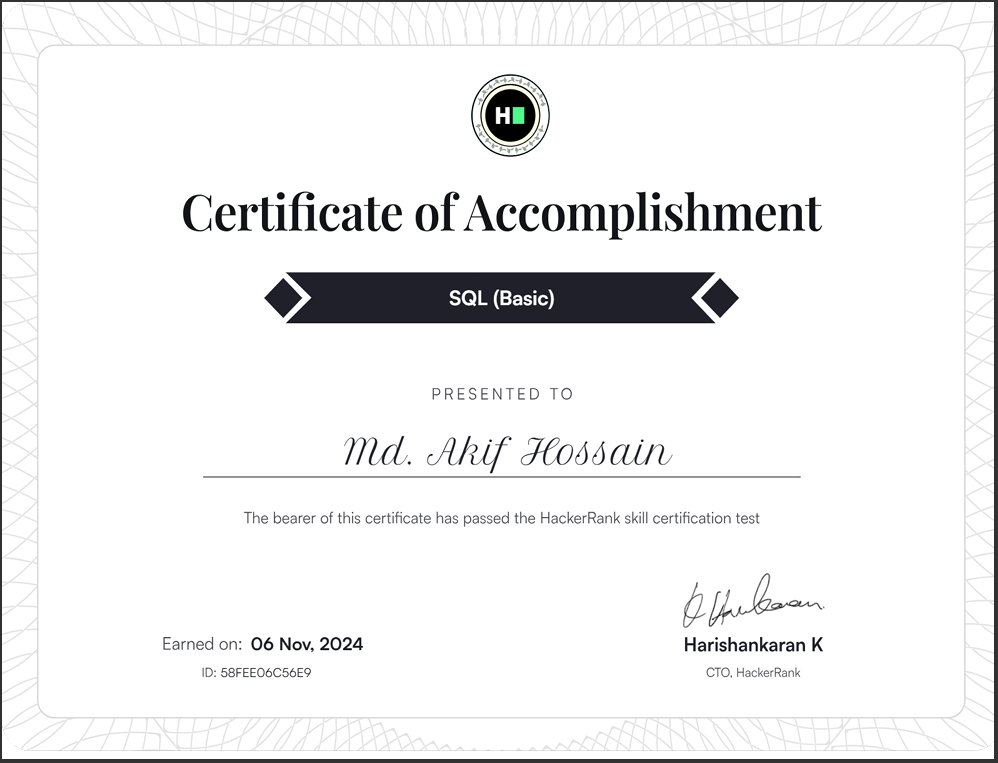 H
Certificate of Accomplishment
SQL (Basic)
PRESENTED TO
Md. Akif Hossain
The bearer of this certificate has passed the HackerRank skill certification test
Earned on: 06 Nov, 2024
ID: 58FEE06C56E9
Harishankaran K
CTO, HackerRank